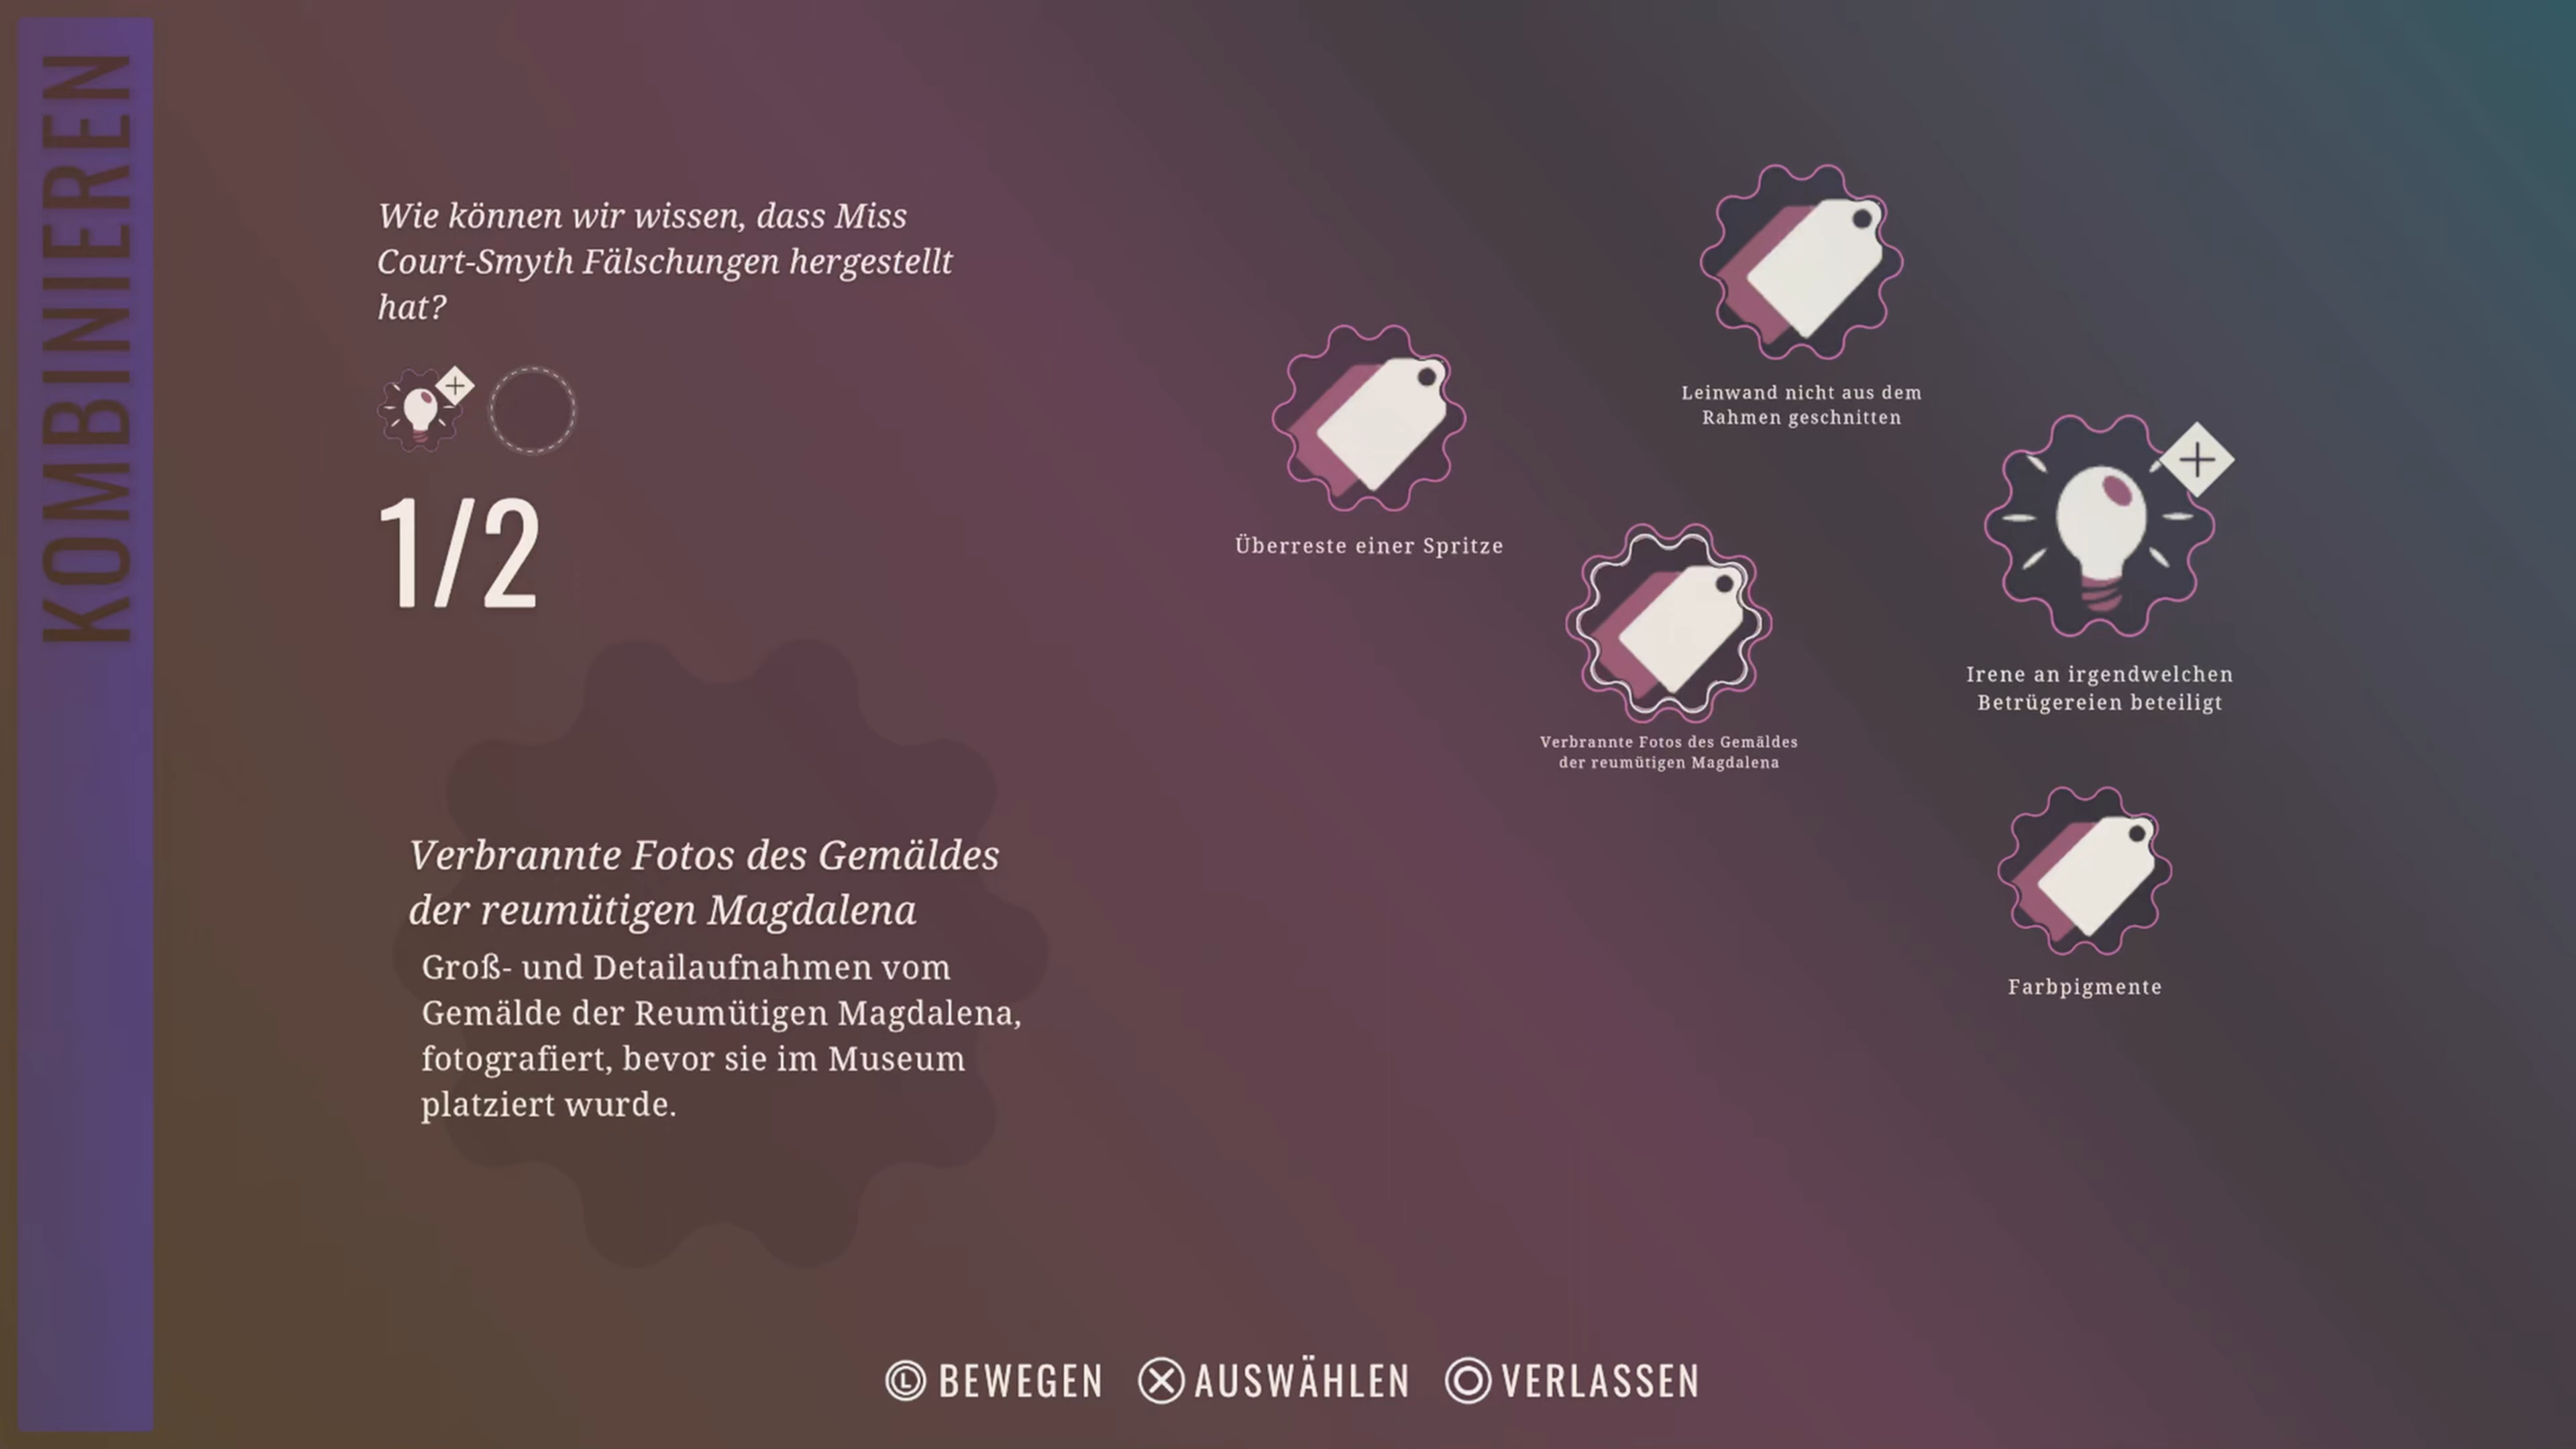 KOMBINIEREN
Wie können wir wissen, dass Miss
Court-Smyth Fälschungen hergestellt
hat?
1/2
Verbrannte Fotos des Gemäldes
der reumütigen Magdalena
Groß- und Detailaufnahmen vom
Gemälde der Reumütigen Magdalena,
fotografiert, bevor sie im Museum
platziert wurde.
Leinwand nicht aus dem
Rahmen geschnitten
Überreste einer Spritze
Irene an irgendwelchen
Betrügereien beteiligt
Verbrannte Fotos des Gemäldes
der reumütigen Magdalena
Farbpigmente
L BEWEGEN AUSWÄHLEN VERLASSEN